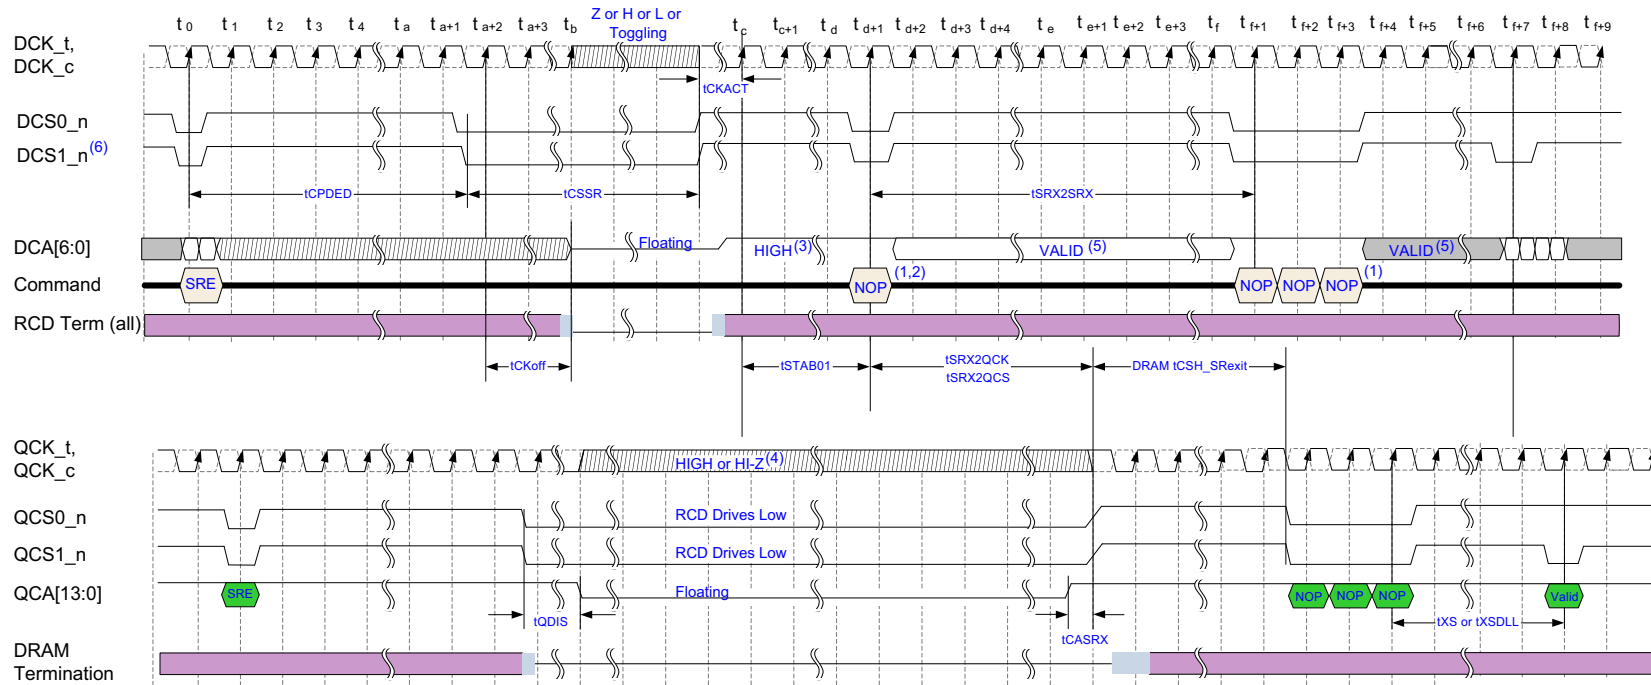 Z or H or L or
Toggling
t0 t1 t2 t3 t4 ta ta+1 ta+2 ta+3 tb tc tc+1 td td+1 td+2 td+3 td+4 te te+1 te+2 te+3 tf tf+1 tf+2 tf+3 tf+4 tf+5 tf+6 tf+7 tf+8 tf+9
DCK_t,
DCK_c
tCKACT
DCS0_n
DCS1_n(6)
tCPDED tCSSR tSRX2SRX
DCA[6:0] Floating HIGH(3) VALID(5) VALID(5)
Command SRE NOP (1,2) NOP NOP NOP (1)
RCD Term (all)
tCKoff tSTAB01 tSRX2QCK DRAM tCSH_SRexit
tSRX2QCS
QCK_t,
QCK_c HIGH or HI-Z(4)
QCS0_n RCD Drives Low
QCS1_n RCD Drives Low
QCA[13:0] SRE Floating NOP NOP NOP Valid
tQDIS tCASRX tXS or tXSDLL
DRAM
Termination